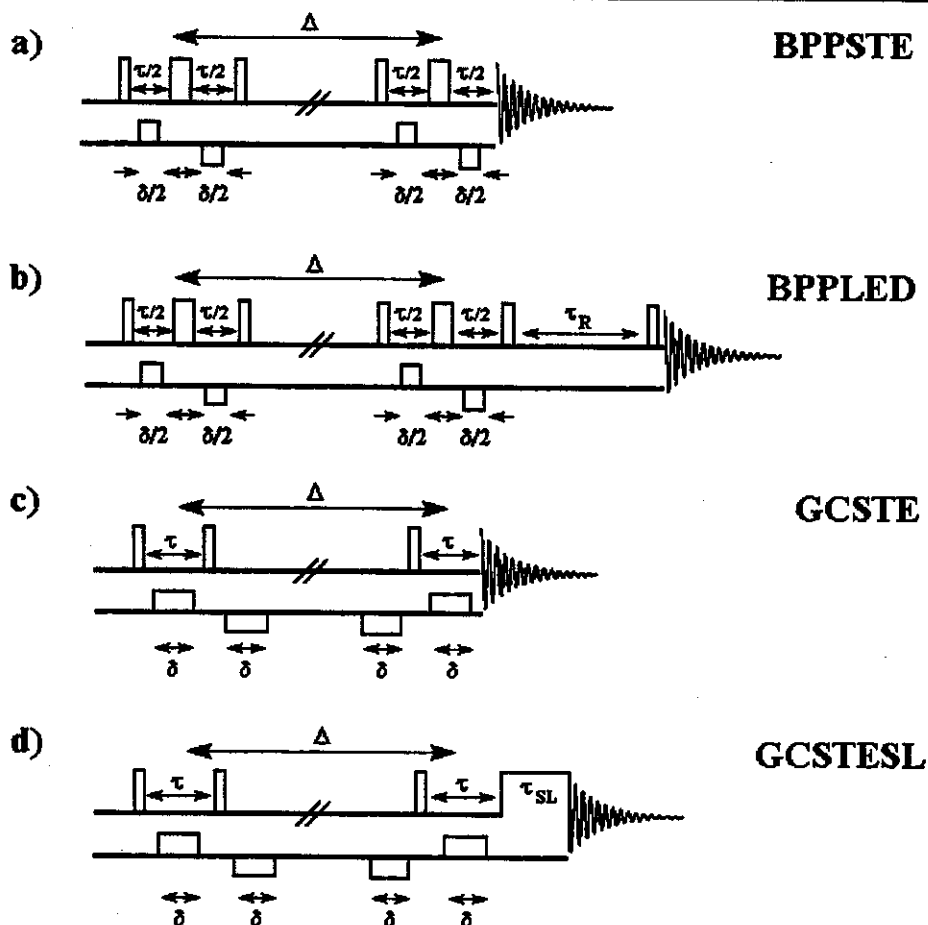 a) Δ BPPSTE
τ/2 τ/2 τ/2 τ/2
δ/2 δ/2 δ/2 δ/2
b) Δ BPPLED
τ/2 τ/2 τ/2 τ/2 τR
δ/2 δ/2 δ/2 δ/2
c) Δ GCSTE
τ τ
δ δ δ δ
d) Δ GCSTESL
τ τ τSL
δ δ δ δ